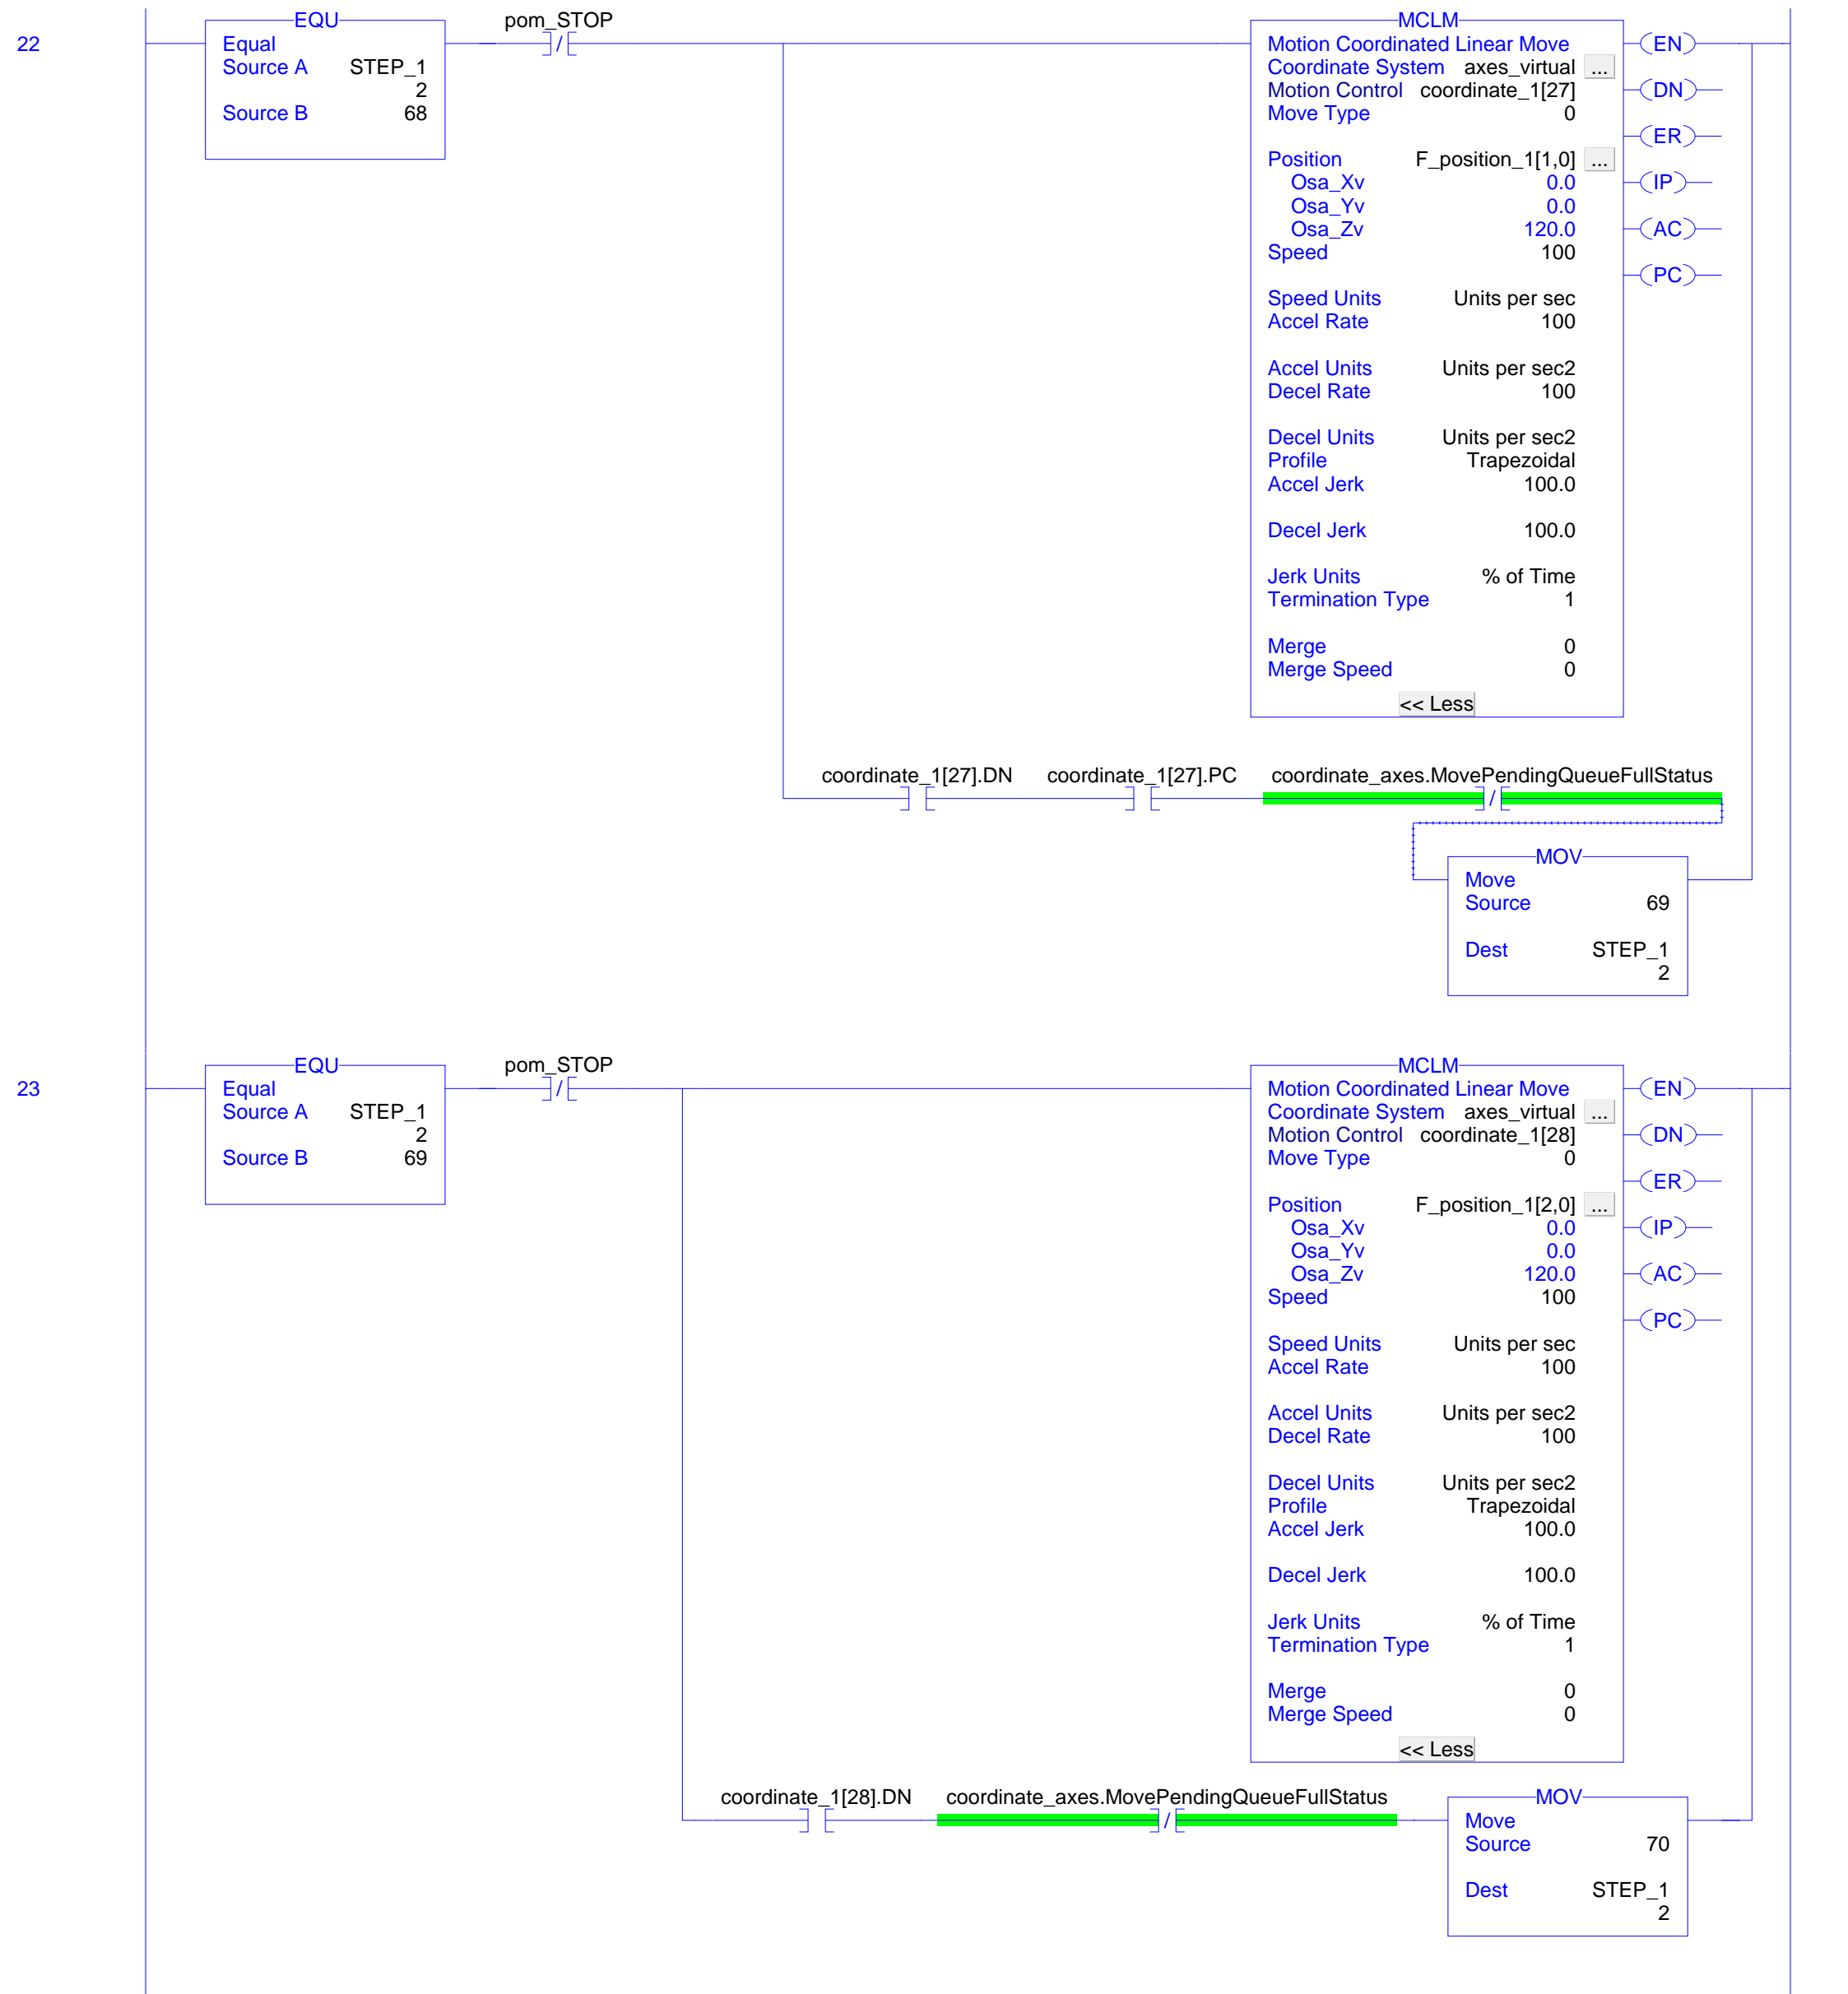 22
EQU
Equal
Source A STEP_1
2
Source B 68
pom_STOP
/
MCLM
Motion Coordinated Linear Move
Coordinate System axes_virtual ...
Motion Control coordinate_1[27]
Move Type 0
Position F_position_1[1,0] ...
Osa_Xv 0.0
Osa_Yv 0.0
Osa_Zv 120.0
Speed 100
Speed Units Units per sec
Accel Rate 100
Accel Units Units per sec2
Decel Rate 100
Decel Units Units per sec2
Profile Trapezoidal
Accel Jerk 100.0
Decel Jerk 100.0
Jerk Units % of Time
Termination Type 1
Merge 0
Merge Speed 0
<< Less
EN
DN
ER
IP
AC
PC
coordinate_1[27].DN coordinate_1[27].PC coordinate_axes.MovePendingQueueFullStatus
/
MOV
Move
Source 69
Dest STEP_1
2
23
EQU
Equal
Source A STEP_1
2
Source B 69
pom_STOP
/
MCLM
Motion Coordinated Linear Move
Coordinate System axes_virtual ...
Motion Control coordinate_1[28]
Move Type 0
Position F_position_1[2,0] ...
Osa_Xv 0.0
Osa_Yv 0.0
Osa_Zv 120.0
Speed 100
Speed Units Units per sec
Accel Rate 100
Accel Units Units per sec2
Decel Rate 100
Decel Units Units per sec2
Profile Trapezoidal
Accel Jerk 100.0
Decel Jerk 100.0
Jerk Units % of Time
Termination Type 1
Merge 0
Merge Speed 0
<< Less
EN
DN
ER
IP
AC
PC
coordinate_1[28].DN coordinate_axes.MovePendingQueueFullStatus
/
MOV
Move
Source 70
Dest STEP_1
2